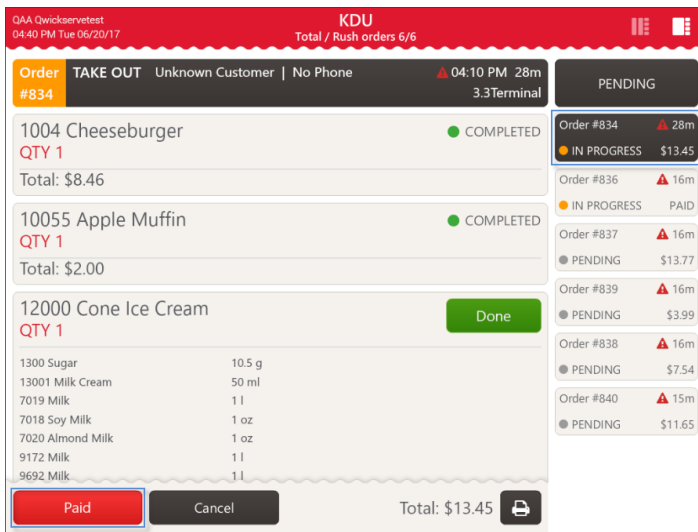 QAA Qwickservetest
04:40 PM Tue 06/20/17
KDU
Total / Rush orders 6/6
Order #834
TAKE OUT Unknown Customer | No Phone
04:10 PM 28m
3.3Terminal
1004 Cheeseburger
COMPLETED
QTY 1
Total: $8.46
10055 Apple Muffin
COMPLETED
QTY 1
Total: $2.00
12000 Cone Ice Cream
Done
QTY 1
1300 Sugar 10.5 g
13001 Milk Cream 50 ml
7019 Milk 1 l
7018 Soy Milk 1 oz
7020 Almond Milk 1 oz
9172 Milk 1 l
9692 Milk 1 l
Paid
Cancel
Total: $13.45
PENDING
Order #834 28m
IN PROGRESS $13.45
Order #836 16m
IN PROGRESS PAID
Order #837 16m
PENDING $13.77
Order #839 16m
PENDING $3.99
Order #838 16m
PENDING $7.54
Order #840 15m
PENDING $11.65